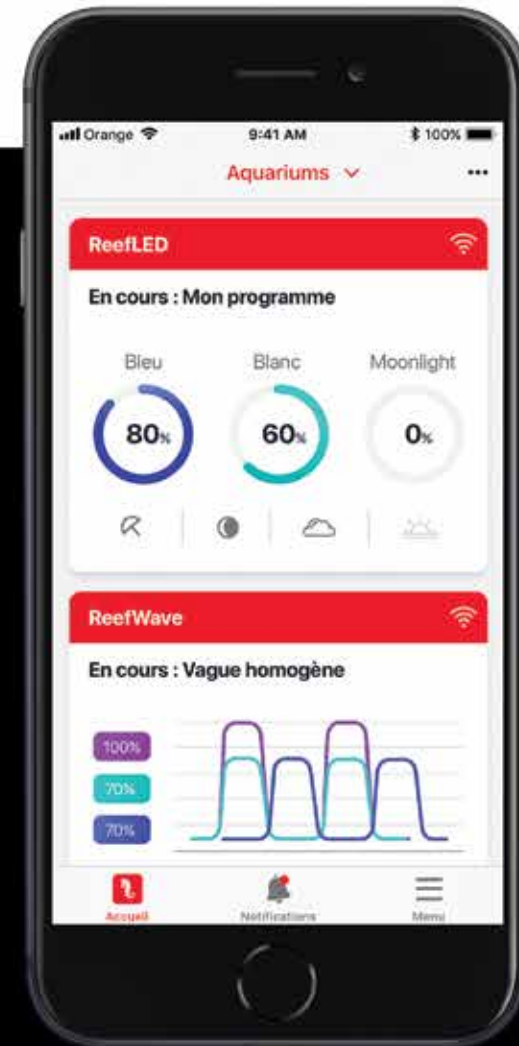 Orange 9:41 AM 100%
Aquariums
ReefLED
En cours : Mon programme
Bleu Blanc Moonlight
80% 60% 0%
ReefWave
En cours : Vague homogène
100%
70%
70%
Accueil Notifications Menu